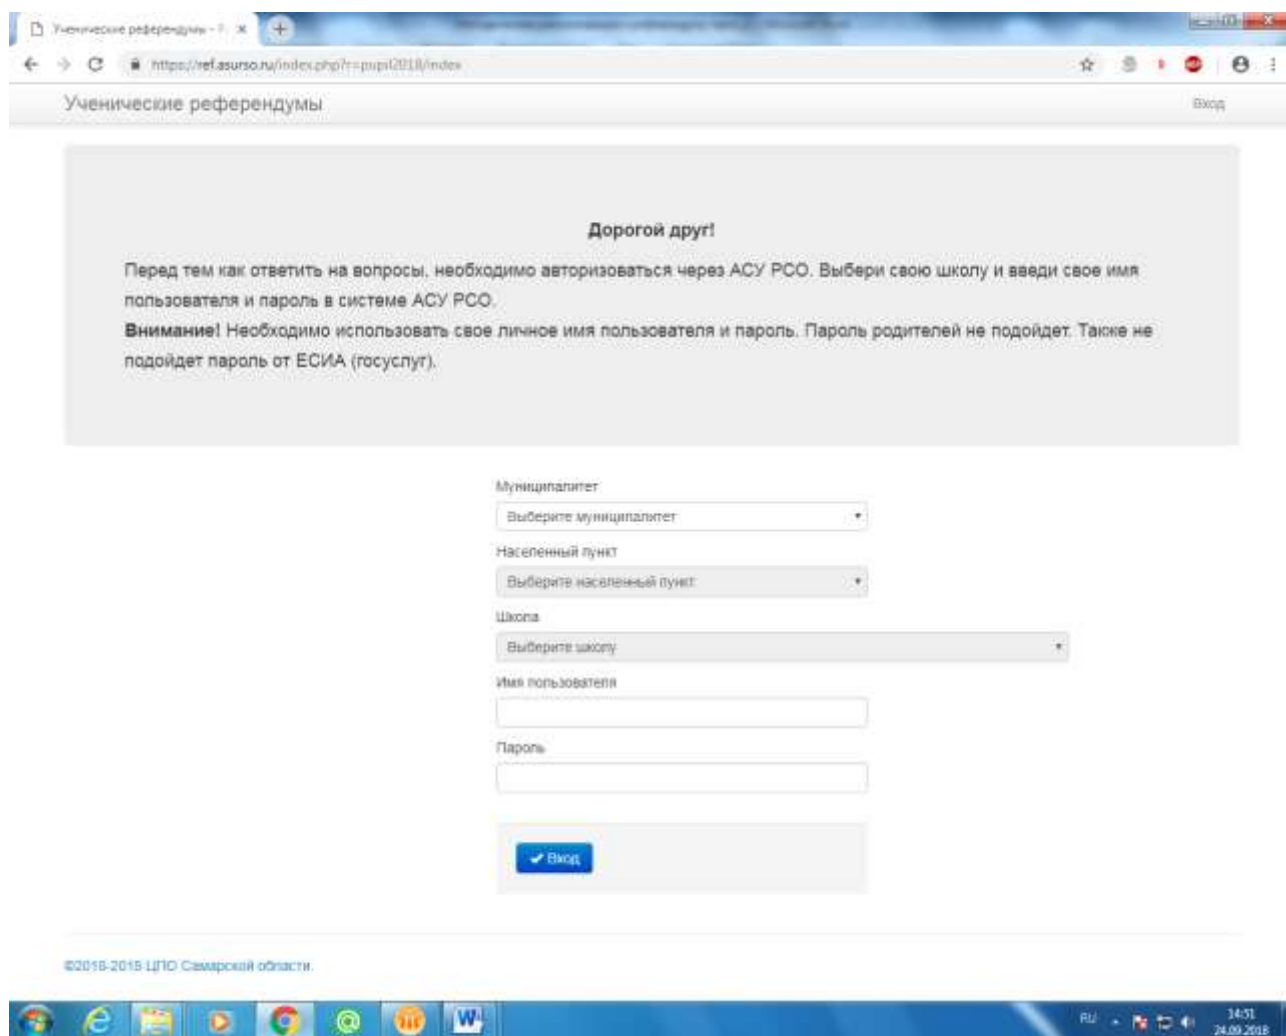 Ученические референдумы -
https://ref.asurso.ru/index.php?r=pupil2018/index
Ученические референдумы
Вход
Дорогой друг!
Перед тем как ответить на вопросы, необходимо авторизоваться через АСУ РСО. Выбери свою школу и введи свое имя
пользователя и пароль в системе АСУ РСО.
Внимание! Необходимо использовать свое личное имя пользователя и пароль. Пароль родителей не подойдет. Также не
подойдет пароль от ЕСИА (госуслуг).
Муниципалитет
Выберите муниципалитет
Населенный пункт
Выберите населенный пункт
Школа
Выберите школу
Имя пользователя
Пароль
Вход
©2016-2018 ЦПО Самарской области.
RU
14:51
24.09.2018